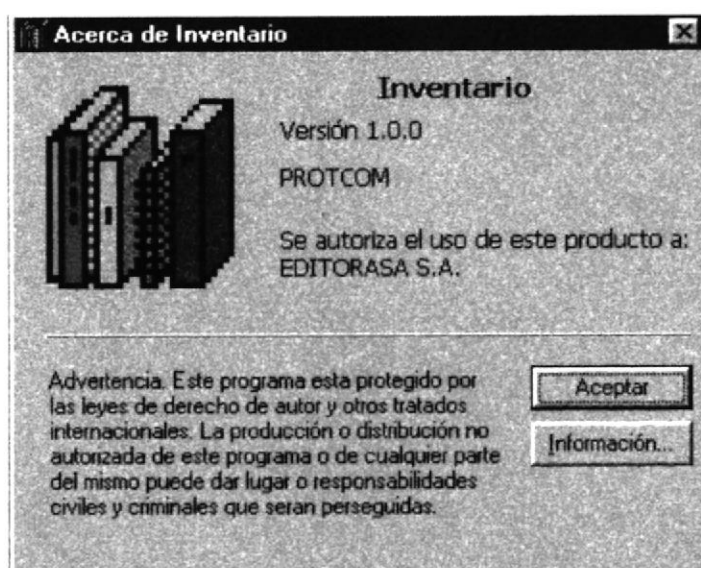 Acerca de Inventario
Inventario
Versión 1.0.0
PROTCOM
Se autoriza el uso de este producto a:
EDITORASA S.A.
Advertencia. Este programa esta protegido por
las leyes de derecho de autor y otros tratados
internacionales. La producción o distribución no
autorizada de este programa o de cualquier parte
del mismo puede dar lugar o responsabilidades
civiles y criminales que seran perseguidas.
Aceptar
Información...